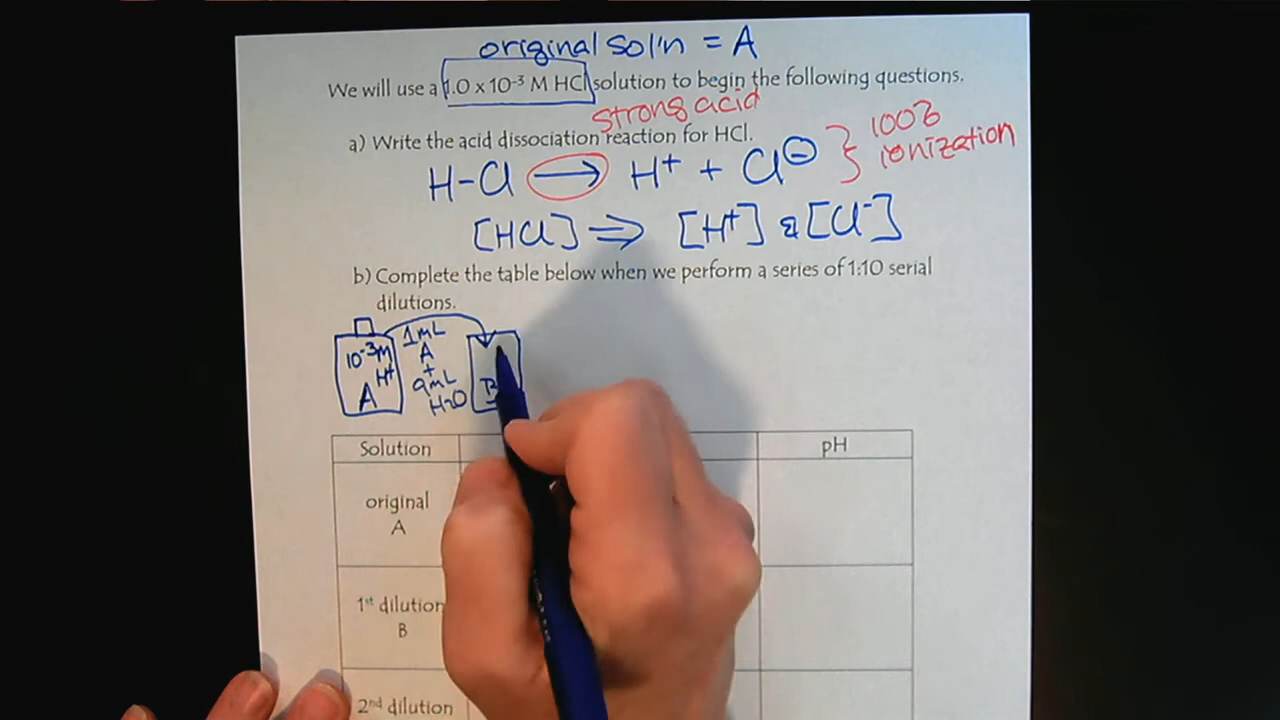 original sol'n = A
We will use a 1.0 x 10⁻³ M HCl solution to begin the following questions.
strong acid
a) Write the acid dissociation reaction for HCl.
100%
ionization
H-Cl → H⁺ + Cl⊖
[HCl] ⇒ [H⁺] & [Cl⁻]
b) Complete the table below when we perform a series of 1:10 serial
dilutions.
10⁻³M
H⁺
A
1mL
A
+
9mL
H2O
B
Solution
pH
original
A
1st dilution
B
2nd dilution